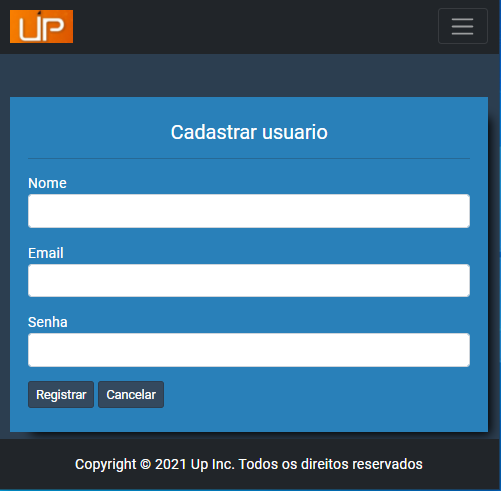 UP
Cadastrar usuario
Nome
Email
Senha
Registrar Cancelar
Copyright © 2021 Up Inc. Todos os direitos reservados